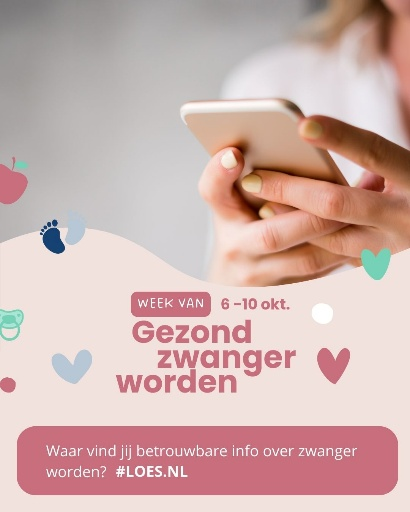 WEEK VAN 6 –10 okt.
Gezond
zwanger
worden
Waar vind jij betrouwbare info over zwanger
worden? #LOES.NL